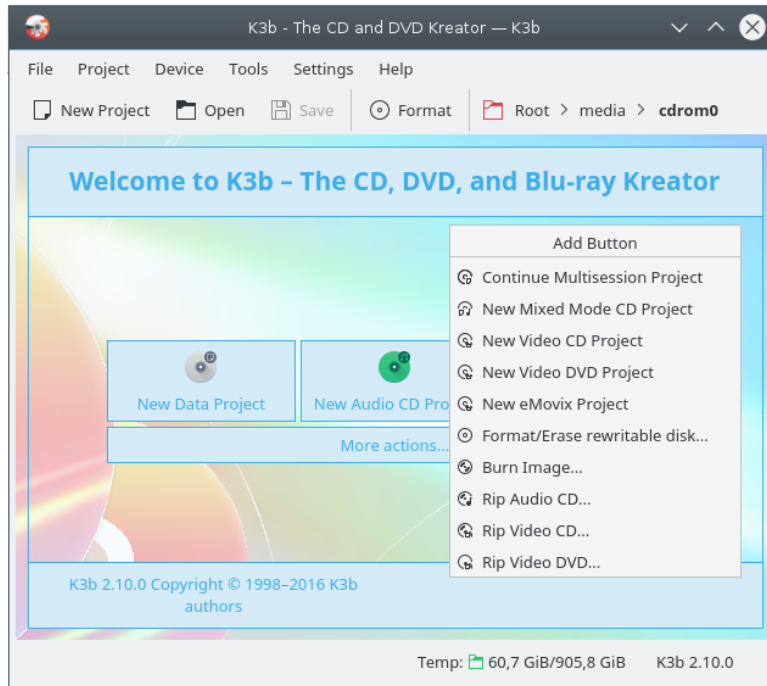 K3b - The CD and DVD Kreator — K3b
File Project Device Tools Settings Help
New Project Open Save Format Root > media > cdrom0
Welcome to K3b – The CD, DVD, and Blu-ray Kreator
Add Button
Continue Multisession Project
New Mixed Mode CD Project
New Video CD Project
New Video DVD Project
New eMovix Project
Format/Erase rewritable disk...
Burn Image...
Rip Audio CD...
Rip Video CD...
Rip Video DVD...
New Data Project
New Audio CD Pro
More actions...
K3b 2.10.0 Copyright © 1998–2016 K3b
authors
Temp: 60,7 GiB/905,8 GiB K3b 2.10.0